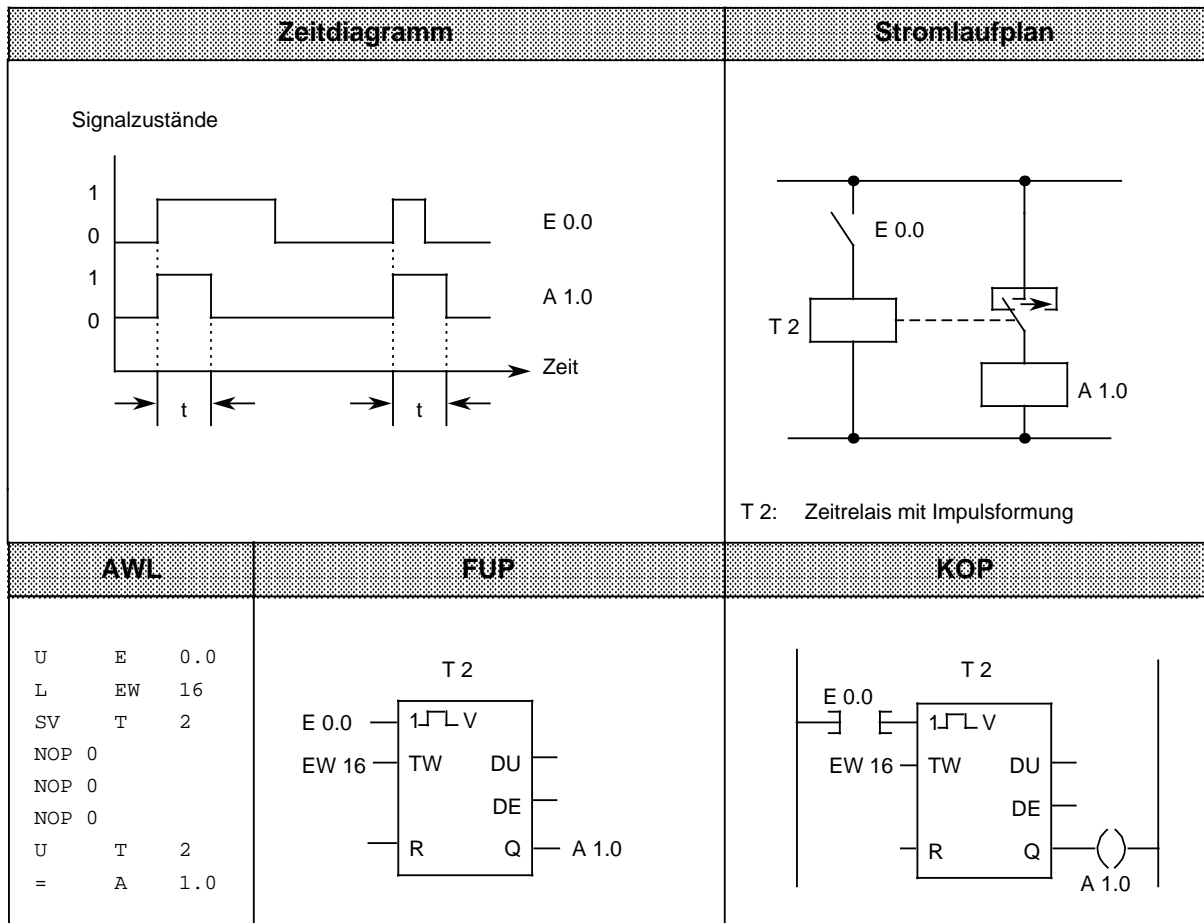 Zeitdiagramm
Stromlaufplan
Signalzustände
1
0
E 0.0
1
0
A 1.0
Zeit
t
t
E 0.0
T 2
A 1.0
T 2: Zeitrelais mit Impulsformung
AWL
FUP
KOP
U E 0.0
L EW 16
SV T 2
NOP 0
NOP 0
NOP 0
U T 2
= A 1.0
T 2
E 0.0 1 V
EW 16 TW DU
DE
R Q A 1.0
T 2
E 0.0
1 V
EW 16 TW DU
DE
R Q
A 1.0